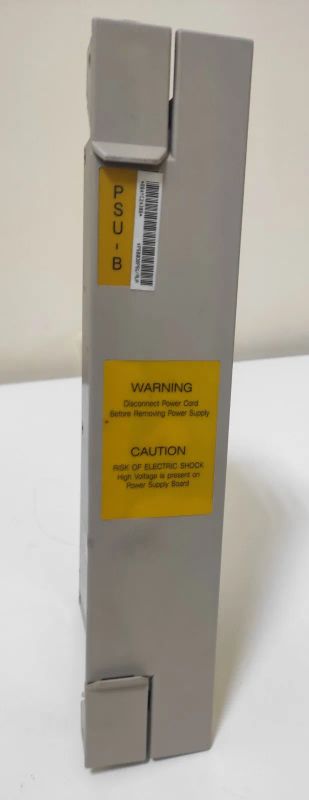 PSU-B
WARNING
Disconnect Power Cord
Before Removing Power Supply
CAUTION
RISK OF ELECTRIC SHOCK
High Voltage is present on
Power Supply Board